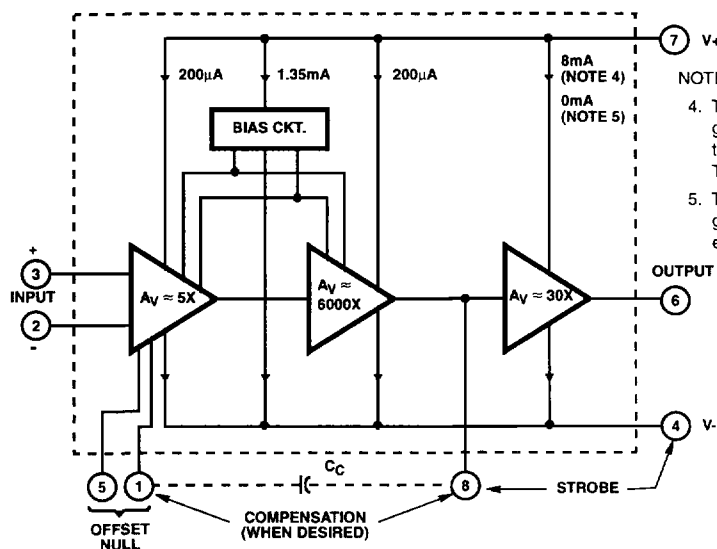 7 V+
200µA 1.35mA 200µA 8mA
(NOTE 4)
0mA
(NOTE 5)
NOTE
4. T
g
t
T
5. T
g
e
BIAS CKT.
+
3
INPUT
2
-
AV ≈ 5X
AV ≈
6000X
AV ≈ 30X
OUTPUT
6
4 V-
CC
5 1 8
STROBE
OFFSET
NULL
COMPENSATION
(WHEN DESIRED)